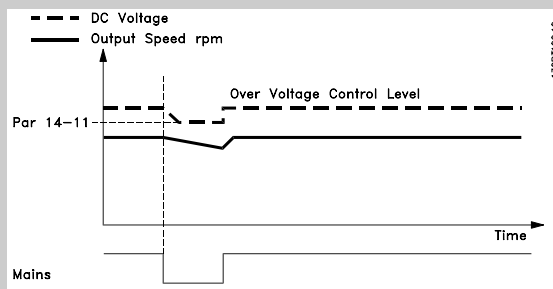 DC Voltage
Output Speed rpm
Over Voltage Control Level
Par 14-11
Time
Mains